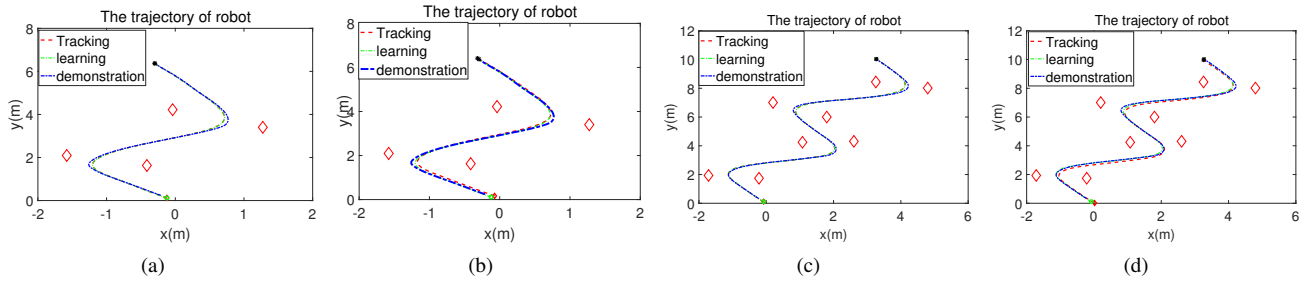 The trajectory of robot
8
6
4
2
0
y(m)
Tracking
learning
demonstration
-2
-1
0
1
2
x(m)
(a)
The trajectory of robot
8
6
4
2
0
y(m)
Tracking
learning
demonstration
-2
-1
0
1
2
x(m)
(b)
The trajectory of robot
12
10
8
6
4
2
0
y(m)
Tracking
learning
demonstration
-2
0
2
4
6
x(m)
(c)
The trajectory of robot
12
10
8
6
4
2
0
y(m)
Tracking
learning
demonstration
-2
0
2
4
6
x(m)
(d)